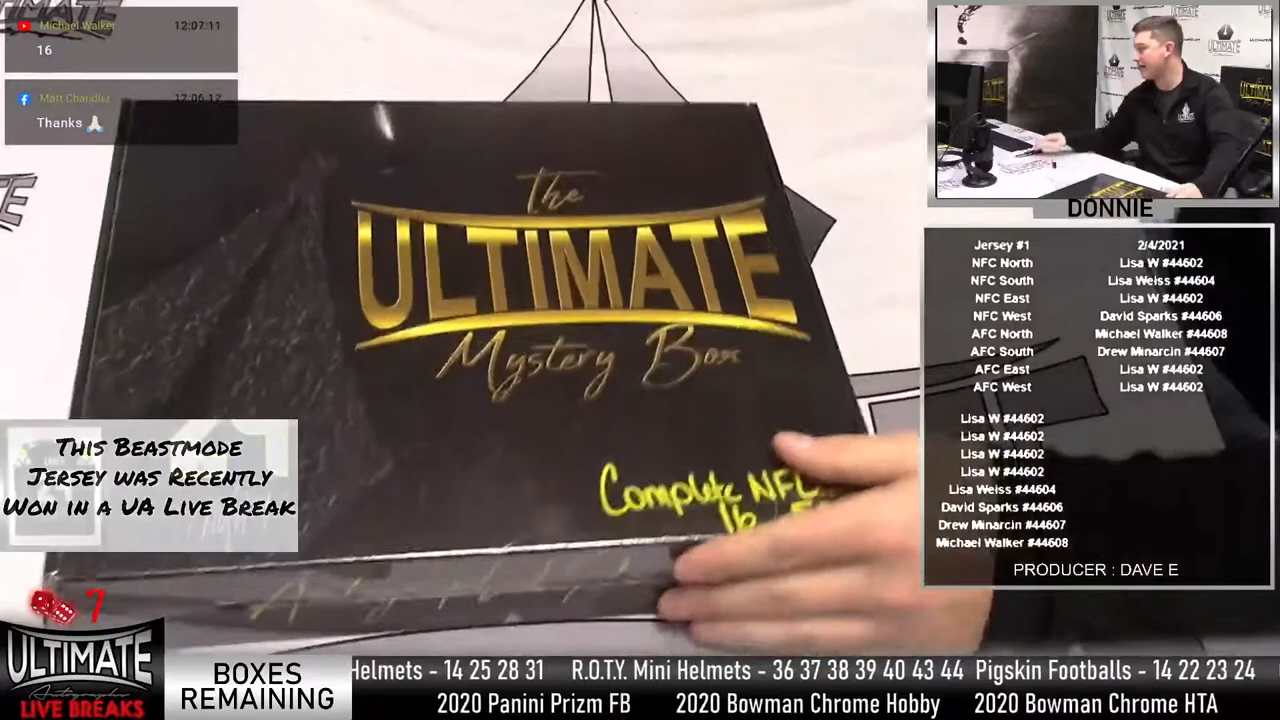 Michael Walker 12:07:11
16
Matt Chandler 12:06:12
Thanks 🙏🏻
The
ULTIMATE
Mystery Box
Complete NFL
16
THIS BEASTMODE
JERSEY WAS RECENTLY
WON IN A UA LIVE BREAK
7
ULTIMATE
Autographs
LIVE BREAKS
BOXES
REMAINING
Helmets - 14 25 28 31 R.O.T.Y. Mini Helmets - 36 37 38 39 40 43 44 Pigskin Footballs - 14 22 23 24
2020 Panini Prizm FB 2020 Bowman Chrome Hobby 2020 Bowman Chrome HTA
ULTIMATE
DONNIE
Jersey #1 2/4/2021
NFC North Lisa W #44602
NFC South Lisa Weiss #44604
NFC East Lisa W #44602
NFC West David Sparks #44606
AFC North Michael Walker #44608
AFC South Drew Minarcin #44607
AFC East Lisa W #44602
AFC West Lisa W #44602
Lisa W #44602
Lisa W #44602
Lisa W #44602
Lisa W #44602
Lisa Weiss #44604
David Sparks #44606
Drew Minarcin #44607
Michael Walker #44608
PRODUCER : DAVE E